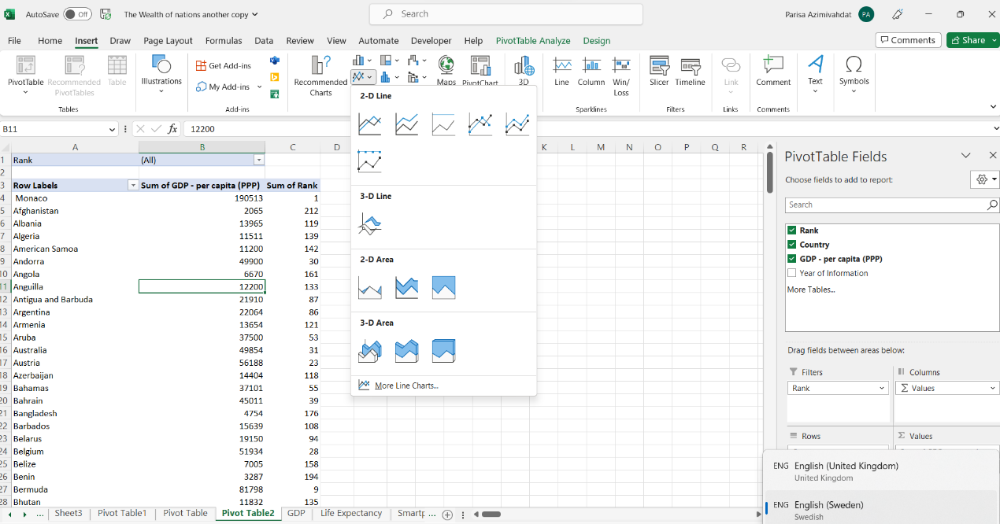 AutoSave Off The Wealth of nations another copy Search Parisa Azimivahdat PA
File Home Insert Draw Page Layout Formulas Data Review View Automate Developer Help PivotTable Analyze Design Comments Share
PivotTable Recommended PivotTables Table Illustrations Get Add-ins My Add-ins Recommended Charts Maps PivotChart 3D Line Column Win/Loss Slicer Timeline Link Comment Text Symbols
Tables Add-ins Sparklines Filters Links Comments
B11 fx 12200
A B C D K L M N O P Q R
1 Rank (All)
2
3 Row Labels Sum of GDP - per capita (PPP) Sum of Rank
4 Monaco 190513 1
5 Afghanistan 2065 212
6 Albania 13965 119
7 Algeria 11511 139
8 American Samoa 11200 142
9 Andorra 49900 30
10 Angola 6670 161
11 Anguilla 12200 133
12 Antigua and Barbuda 21910 87
13 Argentina 22064 86
14 Armenia 13654 121
15 Aruba 37500 53
16 Australia 49854 31
17 Austria 56188 23
18 Azerbaijan 14404 118
19 Bahamas 37101 55
20 Bahrain 45011 39
21 Bangladesh 4754 176
22 Barbados 15639 108
23 Belarus 19150 94
24 Belgium 51934 28
25 Belize 7005 158
26 Benin 3287 194
27 Bermuda 81798 9
28 Bhutan 11832 135
2-D Line
3-D Line
2-D Area
3-D Area
More Line Charts...
PivotTable Fields
Choose fields to add to report:
Search
Rank
Country
GDP - per capita (PPP)
Year of Information
More Tables...
Drag fields between areas below:
Filters Columns
Rank Σ Values
Rows Σ Values
ENG English (United Kingdom)
United Kingdom
ENG English (Sweden)
Swedish
... Sheet3 Pivot Table1 Pivot Table Pivot Table2 GDP Life Expectancy Smartp ...